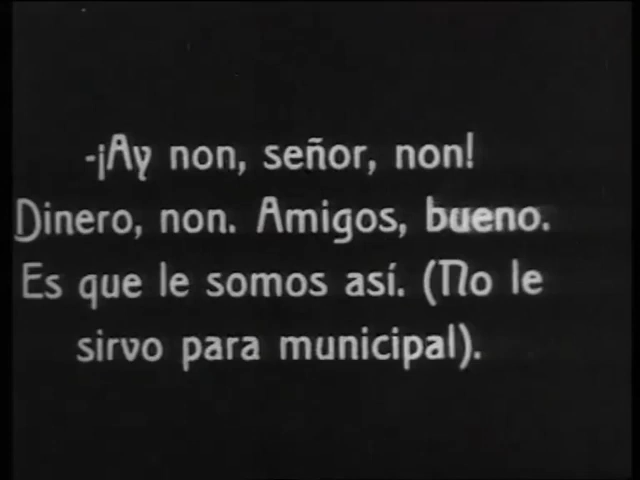 -¡Ay non, señor, non!
Dinero, non. Amigos, bueno.
Es que le somos así. (No le
sirvo para municipal).